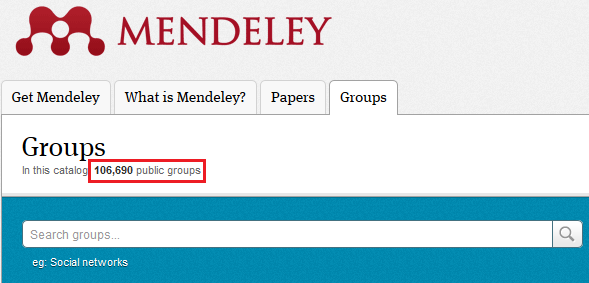 MENDELEY
Get Mendeley What is Mendeley? Papers Groups
Groups
In this catalog 106,690 public groups
Search groups...
eg: Social networks